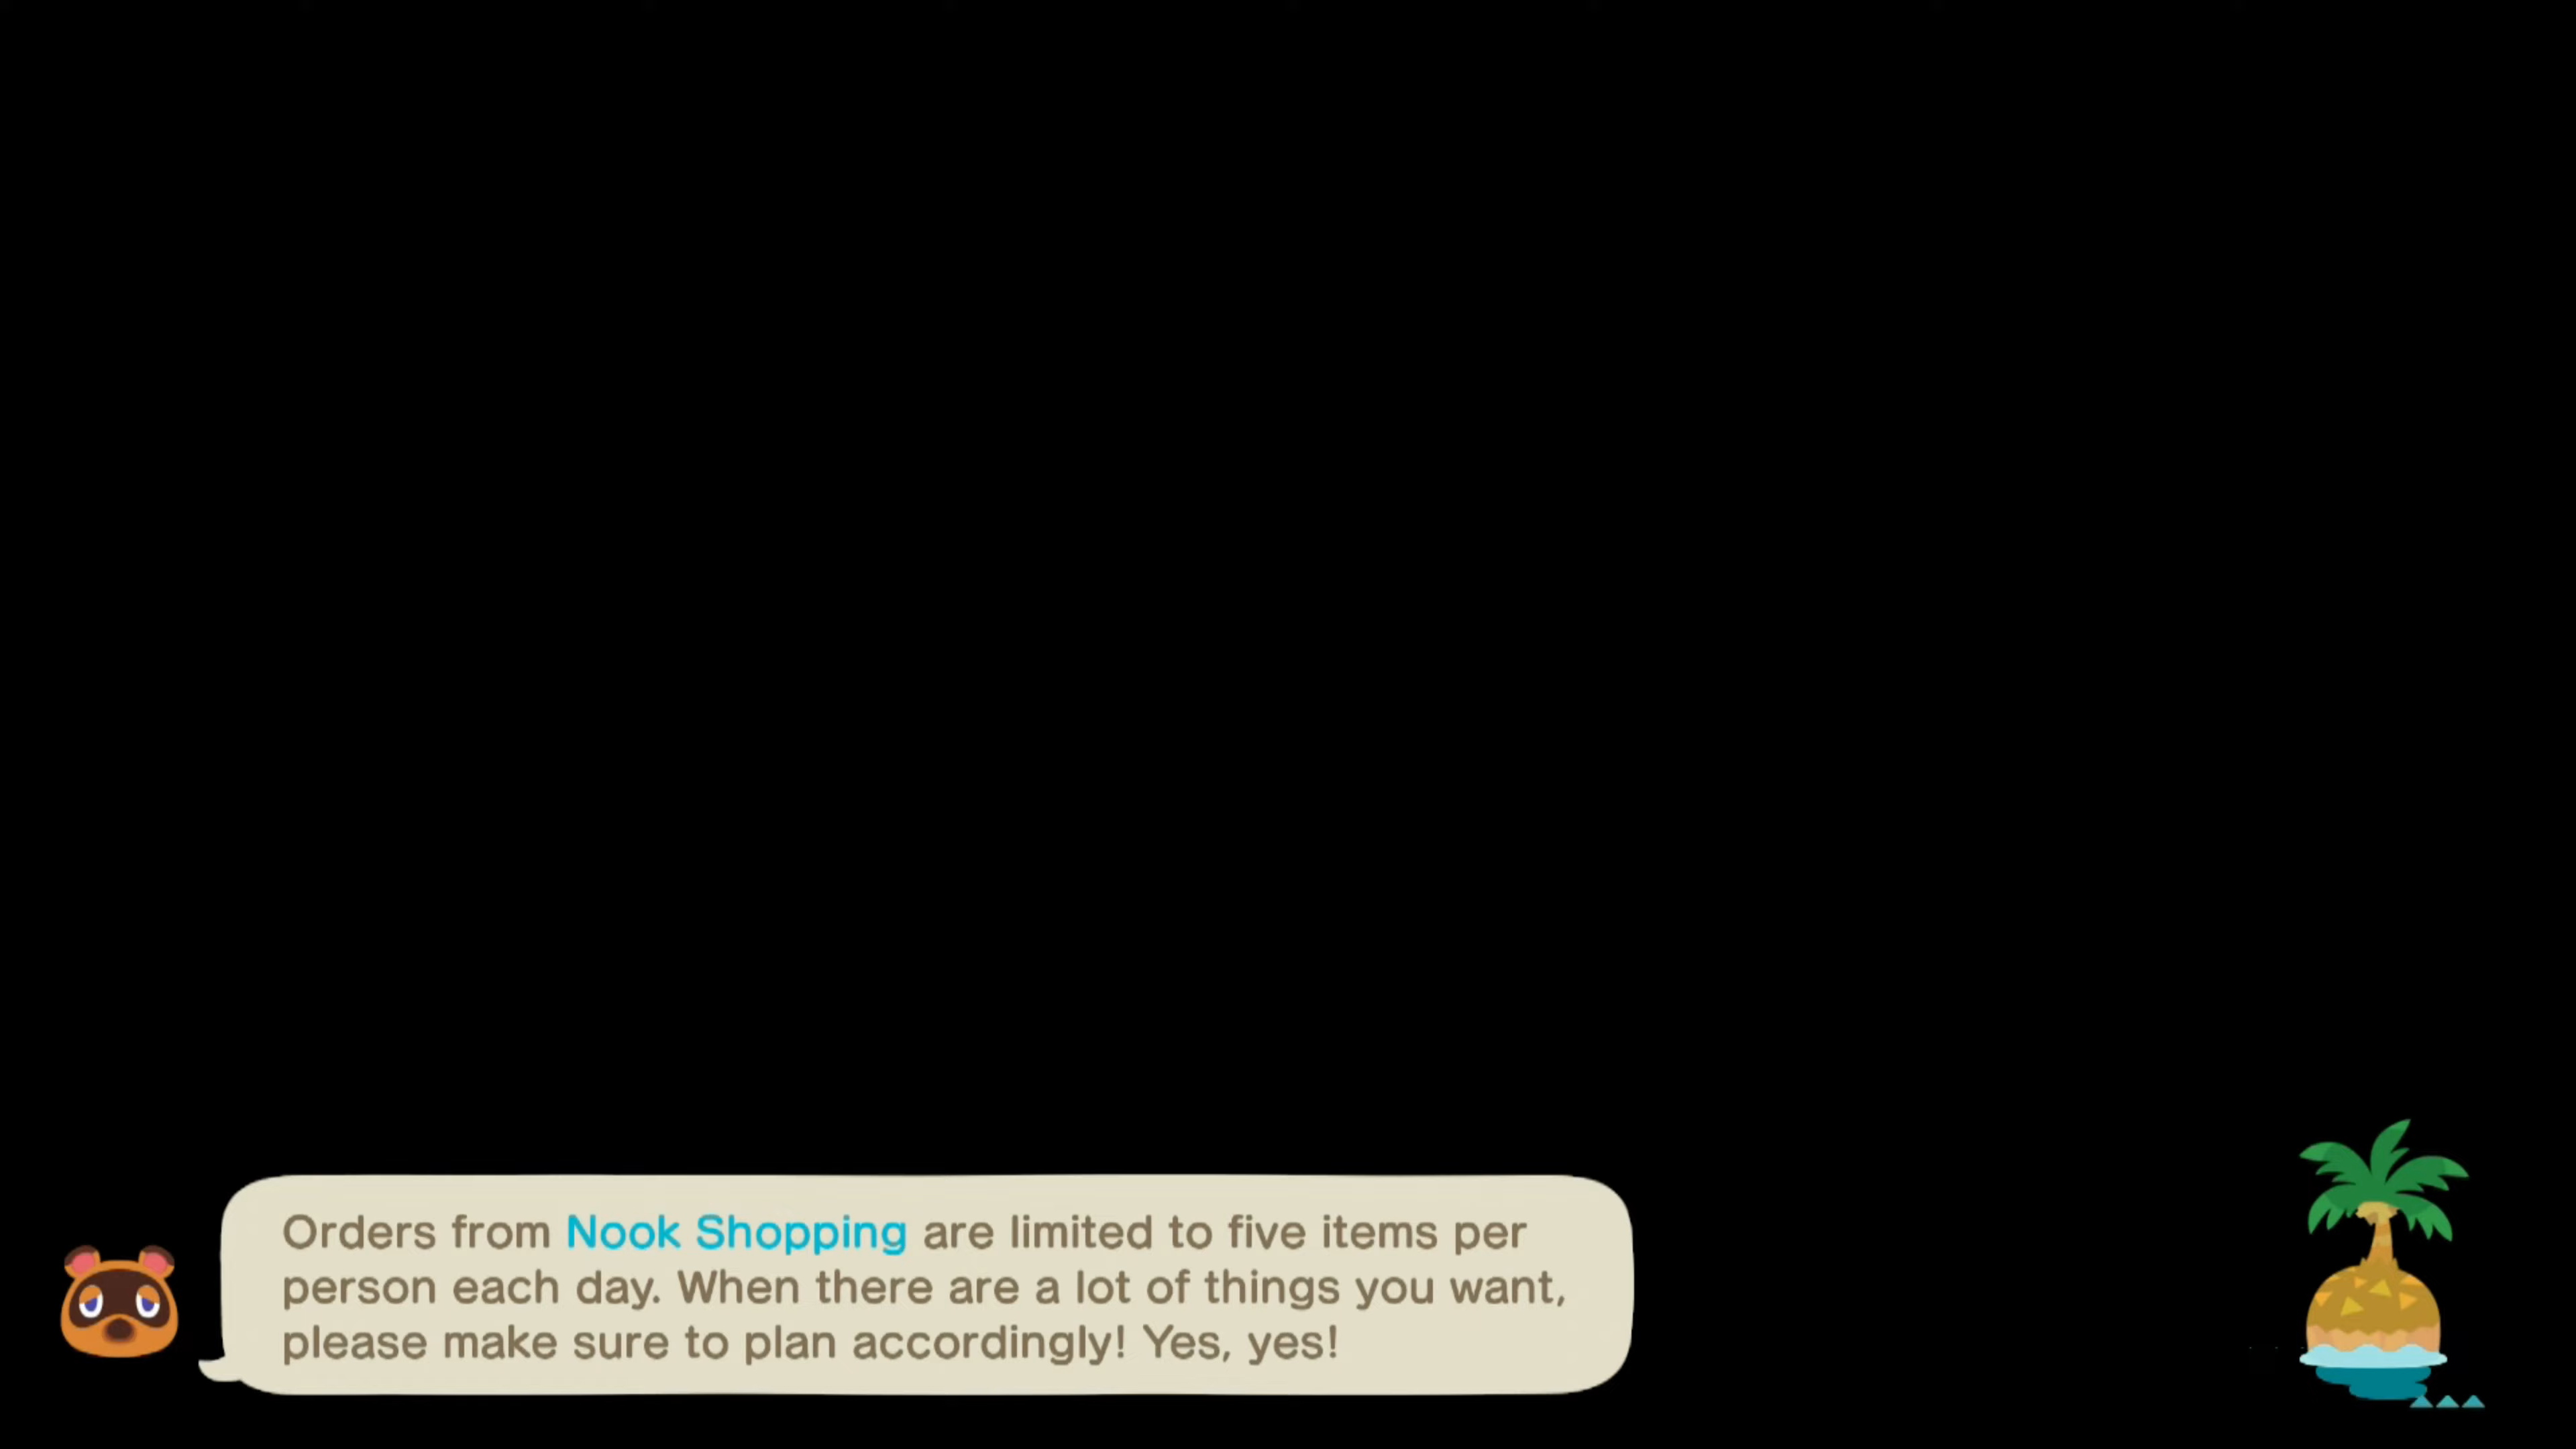 Orders from Nook Shopping are limited to five items per
person each day. When there are a lot of things you want,
please make sure to plan accordingly! Yes, yes!